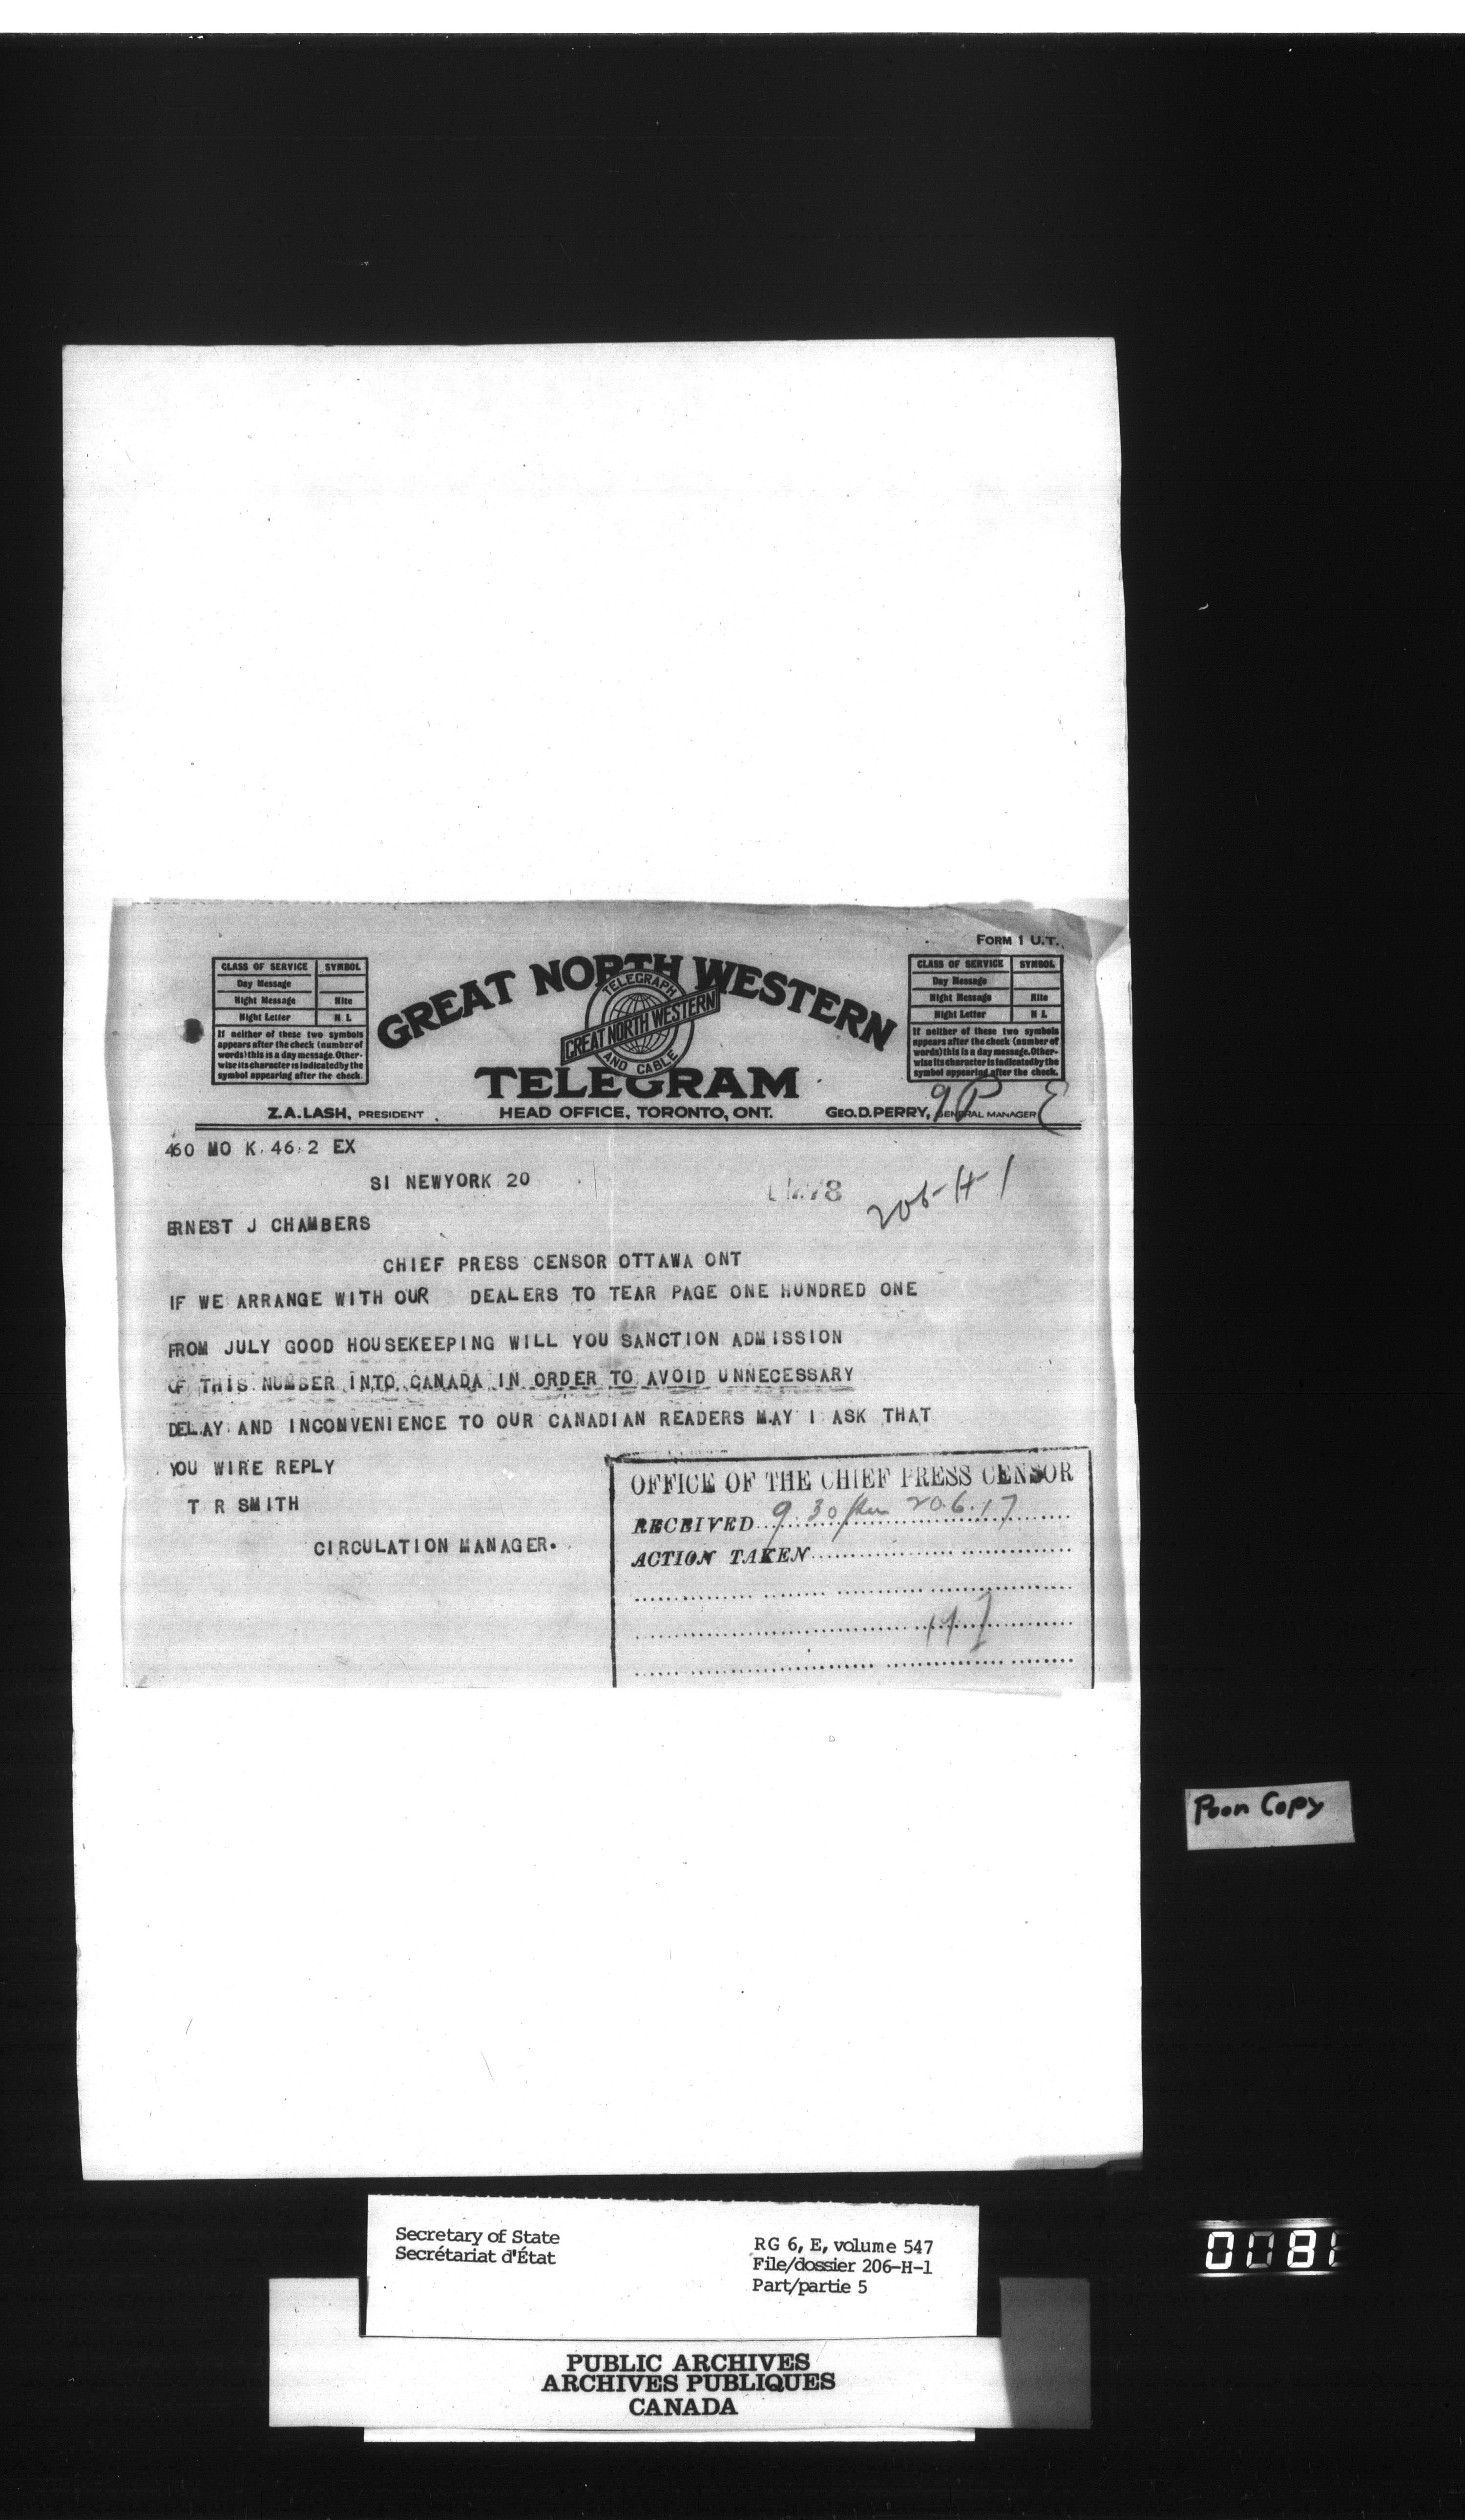 FORM 1 U.T.
CLASS OF SERVICE SYMBOL
Day Message
Night Message Nite
Night Letter N L
If neither of these two symbols
appears after the check (number of
words) this is a day message. Other-
wise its character is indicated by the
symbol appearing after the check.
GREAT NORTH WESTERN
TELEGRAPH
GREAT NORTH WESTERN
AND CABLE
TELEGRAM
CLASS OF SERVICE SYMBOL
Day Message
Night Message Nite
Night Letter N L
If neither of these two symbols
appears after the check (number of
words) this is a day message. Other-
wise its character is indicated by the
symbol appearing after the check.
Z.A. LASH, PRESIDENT HEAD OFFICE, TORONTO, ONT. GEO. D. PERRY, GENERAL MANAGER
460 MO K. 46.2 EX
SI NEWYORK 20
206-H-1
ERNEST J CHAMBERS
CHIEF PRESS CENSOR OTTAWA ONT
IF WE ARRANGE WITH OUR DEALERS TO TEAR PAGE ONE HUNDRED ONE
FROM JULY GOOD HOUSEKEEPING WILL YOU SANCTION ADMISSION
OF THIS NUMBER INTO CANADA IN ORDER TO AVOID UNNECESSARY
DELAY AND INCONVENIENCE TO OUR CANADIAN READERS MAY I ASK THAT
YOU WIRE REPLY
T R SMITH
CIRCULATION MANAGER.
OFFICE OF THE CHIEF PRESS CENSOR
RECEIVED 9.30 pm 20.6.17
ACTION TAKEN
Poor Copy
Secretary of State
Secrétariat d'État
RG 6, E, volume 547
File/dossier 206-H-1
Part/partie 5
0081
PUBLIC ARCHIVES
ARCHIVES PUBLIQUES
CANADA